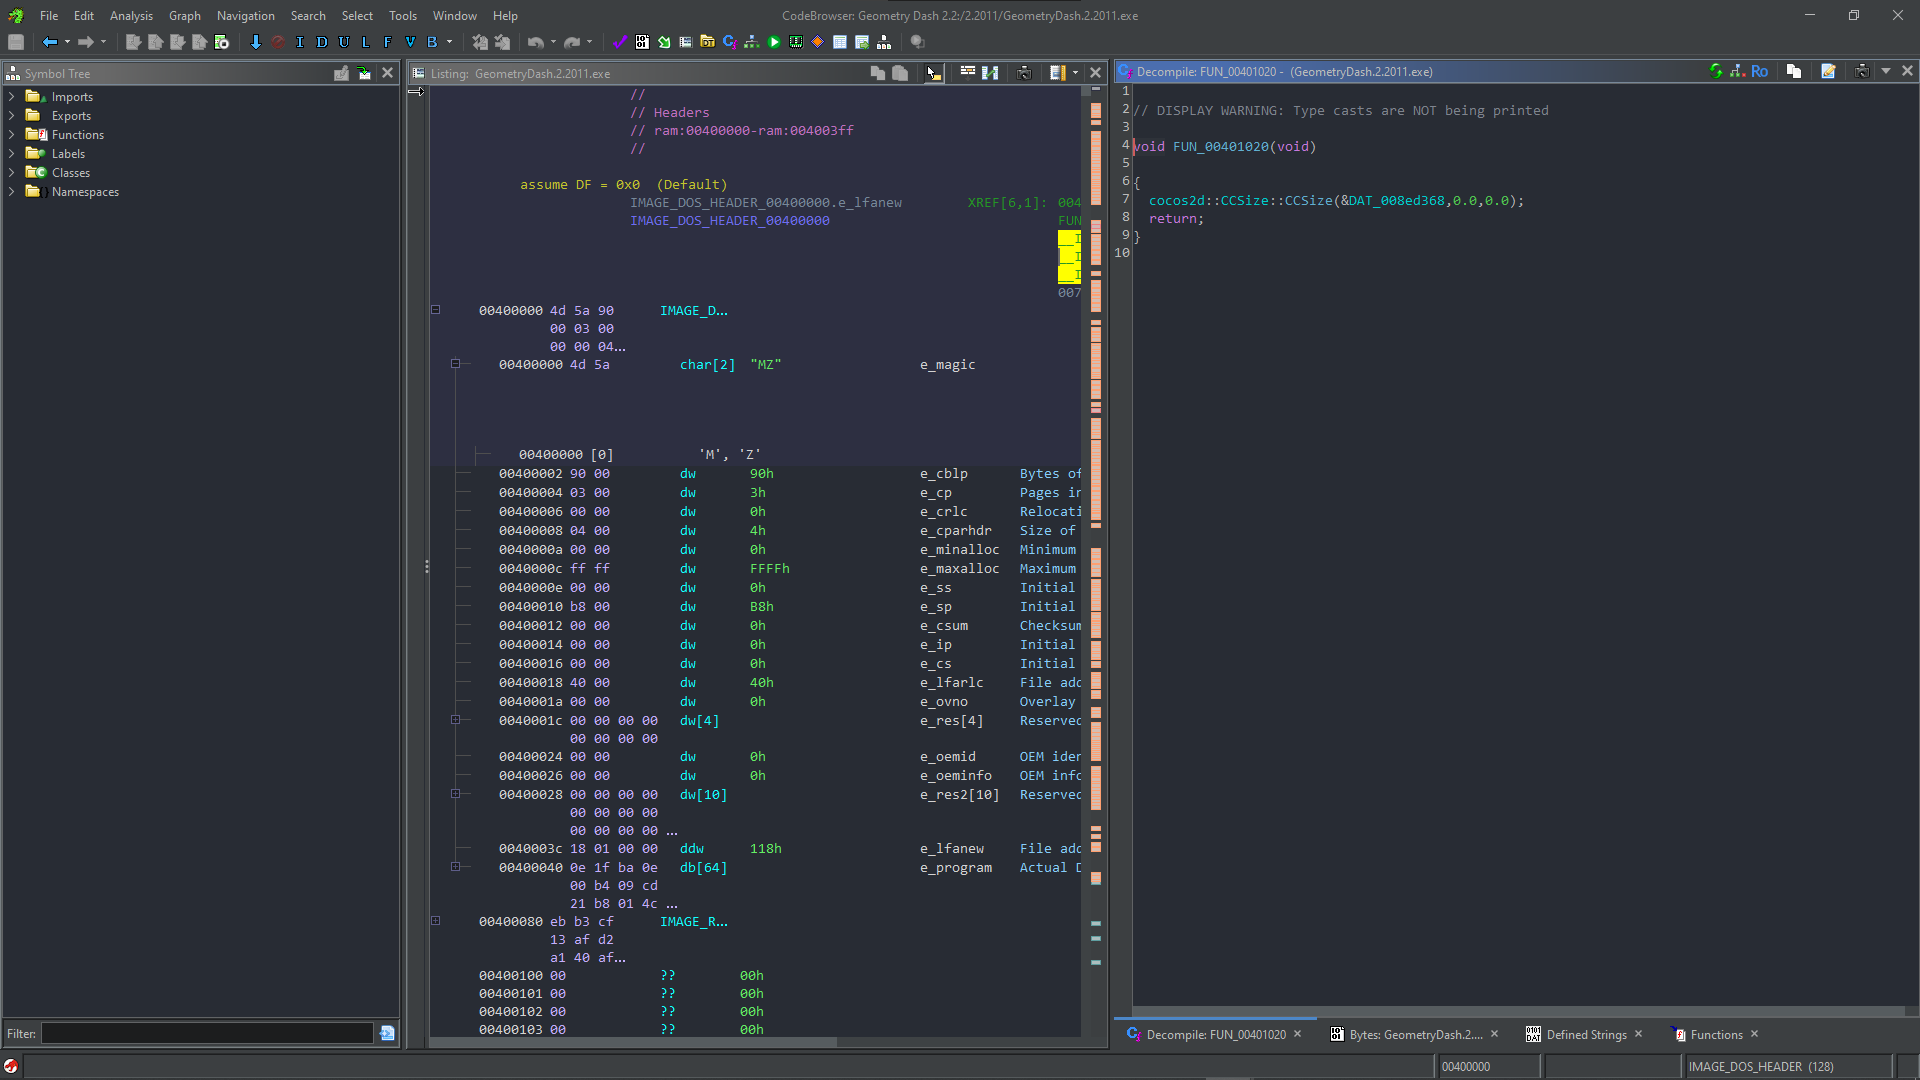 File Edit Analysis Graph Navigation Search Select Tools Window Help
CodeBrowser: Geometry Dash 2.2:/2.2011/GeometryDash.2.2011.exe
I D U L F V B
Symbol Tree
Imports
Exports
Functions
Labels
Classes
Namespaces
Filter:
Listing: GeometryDash.2.2011.exe
//
// Headers
// ram:00400000-ram:004003ff
//
assume DF = 0x0 (Default)
IMAGE_DOS_HEADER_00400000.e_lfanew XREF[6,1]: 004
IMAGE_DOS_HEADER_00400000 FUN
__I
__I
__I
007
00400000 4d 5a 90 IMAGE_D...
00 03 00
00 00 04...
00400000 4d 5a char[2] "MZ" e_magic
00400000 [0] 'M', 'Z'
00400002 90 00 dw 90h e_cblp Bytes of
00400004 03 00 dw 3h e_cp Pages in
00400006 00 00 dw 0h e_crlc Relocati
00400008 04 00 dw 4h e_cparhdr Size of
0040000a 00 00 dw 0h e_minalloc Minimum
0040000c ff ff dw FFFFh e_maxalloc Maximum
0040000e 00 00 dw 0h e_ss Initial
00400010 b8 00 dw B8h e_sp Initial
00400012 00 00 dw 0h e_csum Checksum
00400014 00 00 dw 0h e_ip Initial
00400016 00 00 dw 0h e_cs Initial
00400018 40 00 dw 40h e_lfarlc File add
0040001a 00 00 dw 0h e_ovno Overlay
0040001c 00 00 00 00 dw[4] e_res[4] Reserved
00 00 00 00
00400024 00 00 dw 0h e_oemid OEM iden
00400026 00 00 dw 0h e_oeminfo OEM info
00400028 00 00 00 00 dw[10] e_res2[10] Reserved
00 00 00 00
00 00 00 00 ...
0040003c 18 01 00 00 ddw 118h e_lfanew File add
00400040 0e 1f ba 0e db[64] e_program Actual D
00 b4 09 cd
21 b8 01 4c ...
00400080 eb b3 cf IMAGE_R...
13 af d2
a1 40 af...
00400100 00 ?? 00h
00400101 00 ?? 00h
00400102 00 ?? 00h
00400103 00 ?? 00h
Decompile: FUN_00401020 - (GeometryDash.2.2011.exe)
Ro
1
2 // DISPLAY WARNING: Type casts are NOT being printed
3
4 void FUN_00401020(void)
5
6 {
7 cocos2d::CCSize::CCSize(&DAT_008ed368,0.0,0.0);
8 return;
9 }
10
Decompile: FUN_00401020 × Bytes: GeometryDash.2.... × Defined Strings × Functions ×
00400000 IMAGE_DOS_HEADER (128)